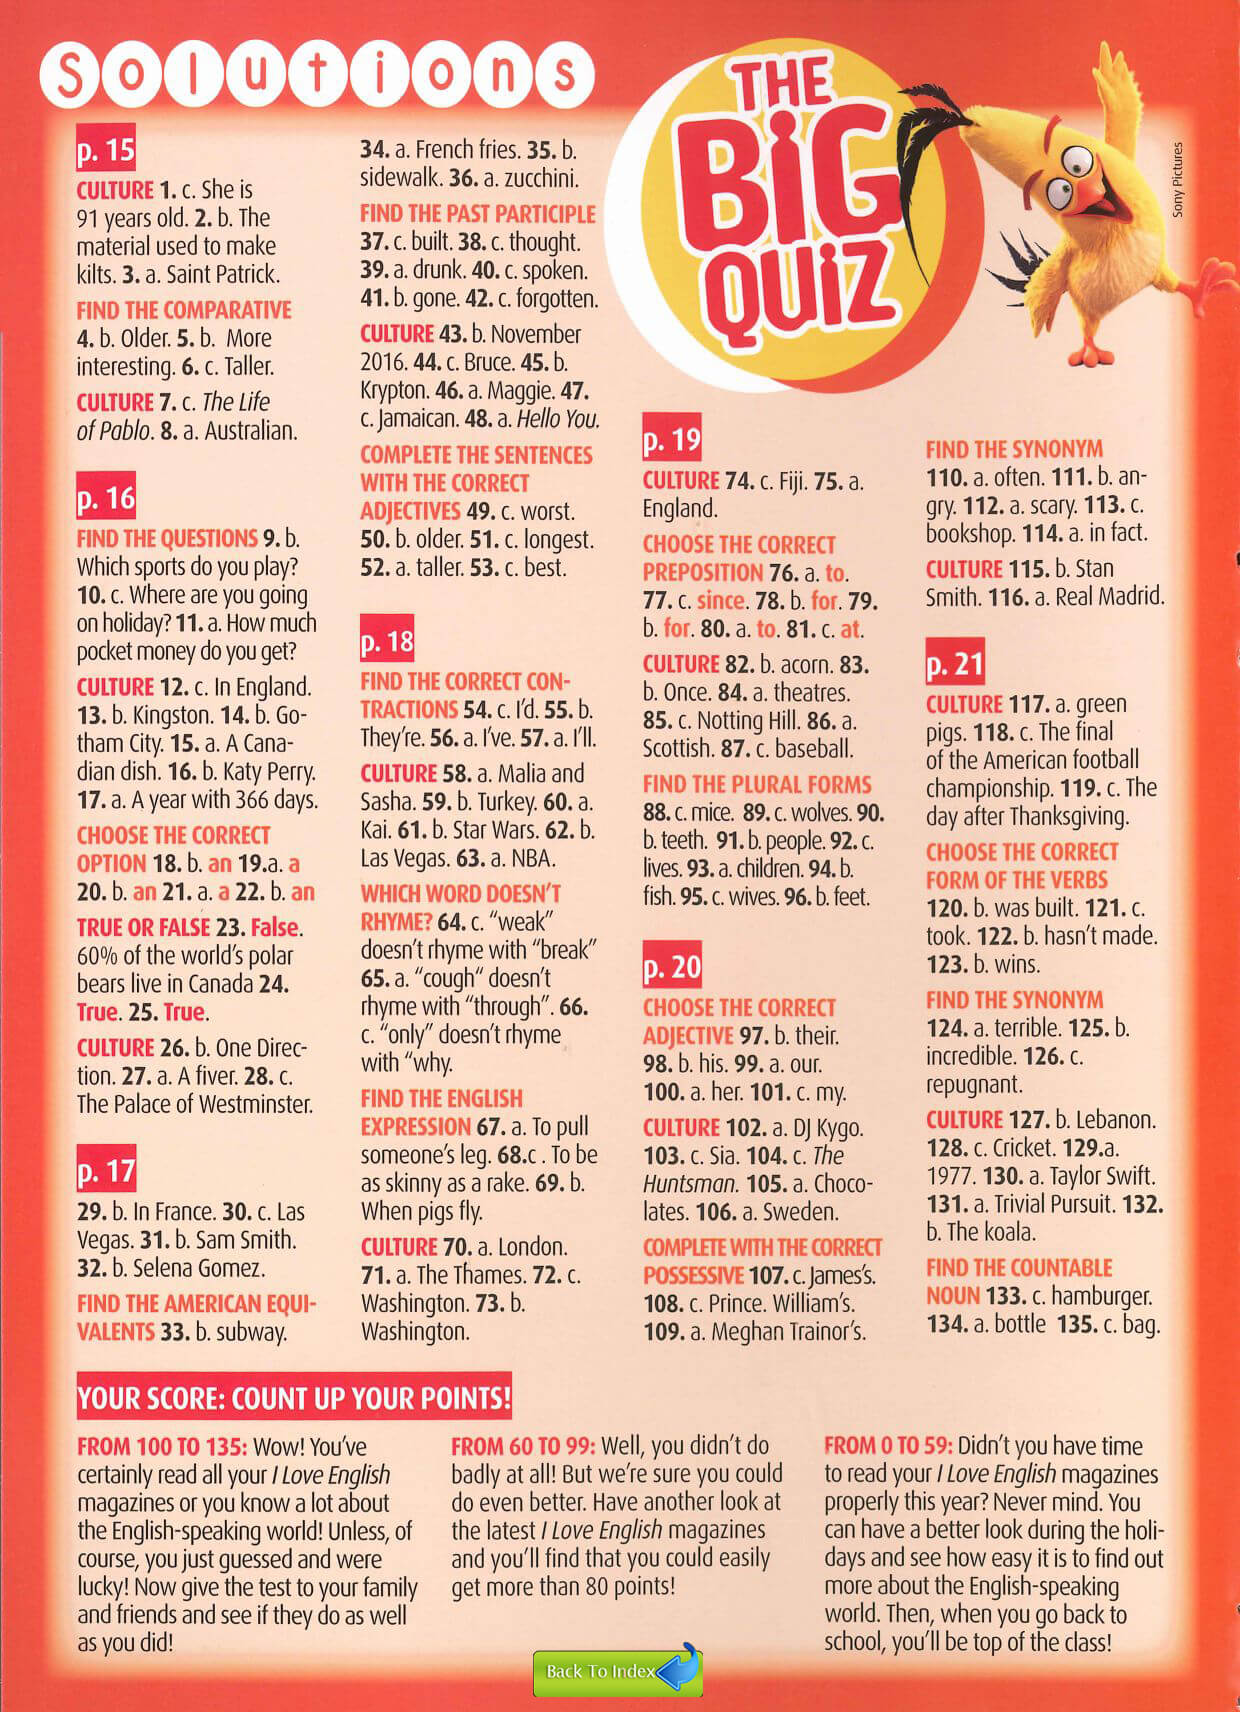 Solutions
THE
BIG
QUIZ
Sony Pictures
p. 15
CULTURE 1. c. She is
91 years old. 2. b. The
material used to make
kilts. 3. a. Saint Patrick.
FIND THE COMPARATIVE
4. b. Older. 5. b. More
interesting. 6. c. Taller.
CULTURE 7. c. The Life
of Pablo. 8. a. Australian.
p. 16
FIND THE QUESTIONS 9. b.
Which sports do you play?
10. c. Where are you going
on holiday? 11. a. How much
pocket money do you get?
CULTURE 12. c. In England.
13. b. Kingston. 14. b. Go-
tham City. 15. a. A Cana-
dian dish. 16. b. Katy Perry.
17. a. A year with 366 days.
CHOOSE THE CORRECT
OPTION 18. b. an 19.a. a
20. b. an 21. a. a 22. b. an
TRUE OR FALSE 23. False.
60% of the world's polar
bears live in Canada 24.
True. 25. True.
CULTURE 26. b. One Direc-
tion. 27. a. A fiver. 28. c.
The Palace of Westminster.
p. 17
29. b. In France. 30. c. Las
Vegas. 31. b. Sam Smith.
32. b. Selena Gomez.
FIND THE AMERICAN EQUI-
VALENTS 33. b. subway.
34. a. French fries. 35. b.
sidewalk. 36. a. zucchini.
FIND THE PAST PARTICIPLE
37. c. built. 38. c. thought.
39. a. drunk. 40. c. spoken.
41. b. gone. 42. c. forgotten.
CULTURE 43. b. November
2016. 44. c. Bruce. 45. b.
Krypton. 46. a. Maggie. 47.
c. Jamaican. 48. a. Hello You.
COMPLETE THE SENTENCES
WITH THE CORRECT
ADJECTIVES 49. c. worst.
50. b. older. 51. c. longest.
52. a. taller. 53. c. best.
p. 18
FIND THE CORRECT CON-
TRACTIONS 54. c. I'd. 55. b.
They're. 56. a. I've. 57. a. I'll.
CULTURE 58. a. Malia and
Sasha. 59. b. Turkey. 60. a.
Kai. 61. b. Star Wars. 62. b.
Las Vegas. 63. a. NBA.
WHICH WORD DOESN'T
RHYME? 64. c. "weak"
doesn't rhyme with "break"
65. a. "cough" doesn't
rhyme with "through". 66.
c. "only" doesn't rhyme
with "why.
FIND THE ENGLISH
EXPRESSION 67. a. To pull
someone's leg. 68.c . To be
as skinny as a rake. 69. b.
When pigs fly.
CULTURE 70. a. London.
71. a. The Thames. 72. c.
Washington. 73. b.
Washington.
p. 19
CULTURE 74. c. Fiji. 75. a.
England.
CHOOSE THE CORRECT
PREPOSITION 76. a. to.
77. c. since. 78. b. for. 79.
b. for. 80. a. to. 81. c. at.
CULTURE 82. b. acorn. 83.
b. Once. 84. a. theatres.
85. c. Notting Hill. 86. a.
Scottish. 87. c. baseball.
FIND THE PLURAL FORMS
88. c. mice. 89. c. wolves. 90.
b. teeth. 91. b. people. 92. c.
lives. 93. a. children. 94. b.
fish. 95. c. wives. 96. b. feet.
p. 20
CHOOSE THE CORRECT
ADJECTIVE 97. b. their.
98. b. his. 99. a. our.
100. a. her. 101. c. my.
CULTURE 102. a. DJ Kygo.
103. c. Sia. 104. c. The
Huntsman. 105. a. Choco-
lates. 106. a. Sweden.
COMPLETE WITH THE CORRECT
POSSESSIVE 107. c. James's.
108. c. Prince. William's.
109. a. Meghan Trainor's.
FIND THE SYNONYM
110. a. often. 111. b. an-
gry. 112. a. scary. 113. c.
bookshop. 114. a. in fact.
CULTURE 115. b. Stan
Smith. 116. a. Real Madrid.
p. 21
CULTURE 117. a. green
pigs. 118. c. The final
of the American football
championship. 119. c. The
day after Thanksgiving.
CHOOSE THE CORRECT
FORM OF THE VERBS
120. b. was built. 121. c.
took. 122. b. hasn't made.
123. b. wins.
FIND THE SYNONYM
124. a. terrible. 125. b.
incredible. 126. c.
repugnant.
CULTURE 127. b. Lebanon.
128. c. Cricket. 129.a.
1977. 130. a. Taylor Swift.
131. a. Trivial Pursuit. 132.
b. The koala.
FIND THE COUNTABLE
NOUN 133. c. hamburger.
134. a. bottle 135. c. bag.
YOUR SCORE: COUNT UP YOUR POINTS!
FROM 100 TO 135: Wow! You've
certainly read all your I Love English
magazines or you know a lot about
the English-speaking world! Unless, of
course, you just guessed and were
lucky! Now give the test to your family
and friends and see if they do as well
as you did!
FROM 60 TO 99: Well, you didn't do
badly at all! But we're sure you could
do even better. Have another look at
the latest I Love English magazines
and you'll find that you could easily
get more than 80 points!
FROM 0 TO 59: Didn't you have time
to read your I Love English magazines
properly this year? Never mind. You
can have a better look during the holi-
days and see how easy it is to find out
more about the English-speaking
world. Then, when you go back to
school, you'll be top of the class!
Back To Index